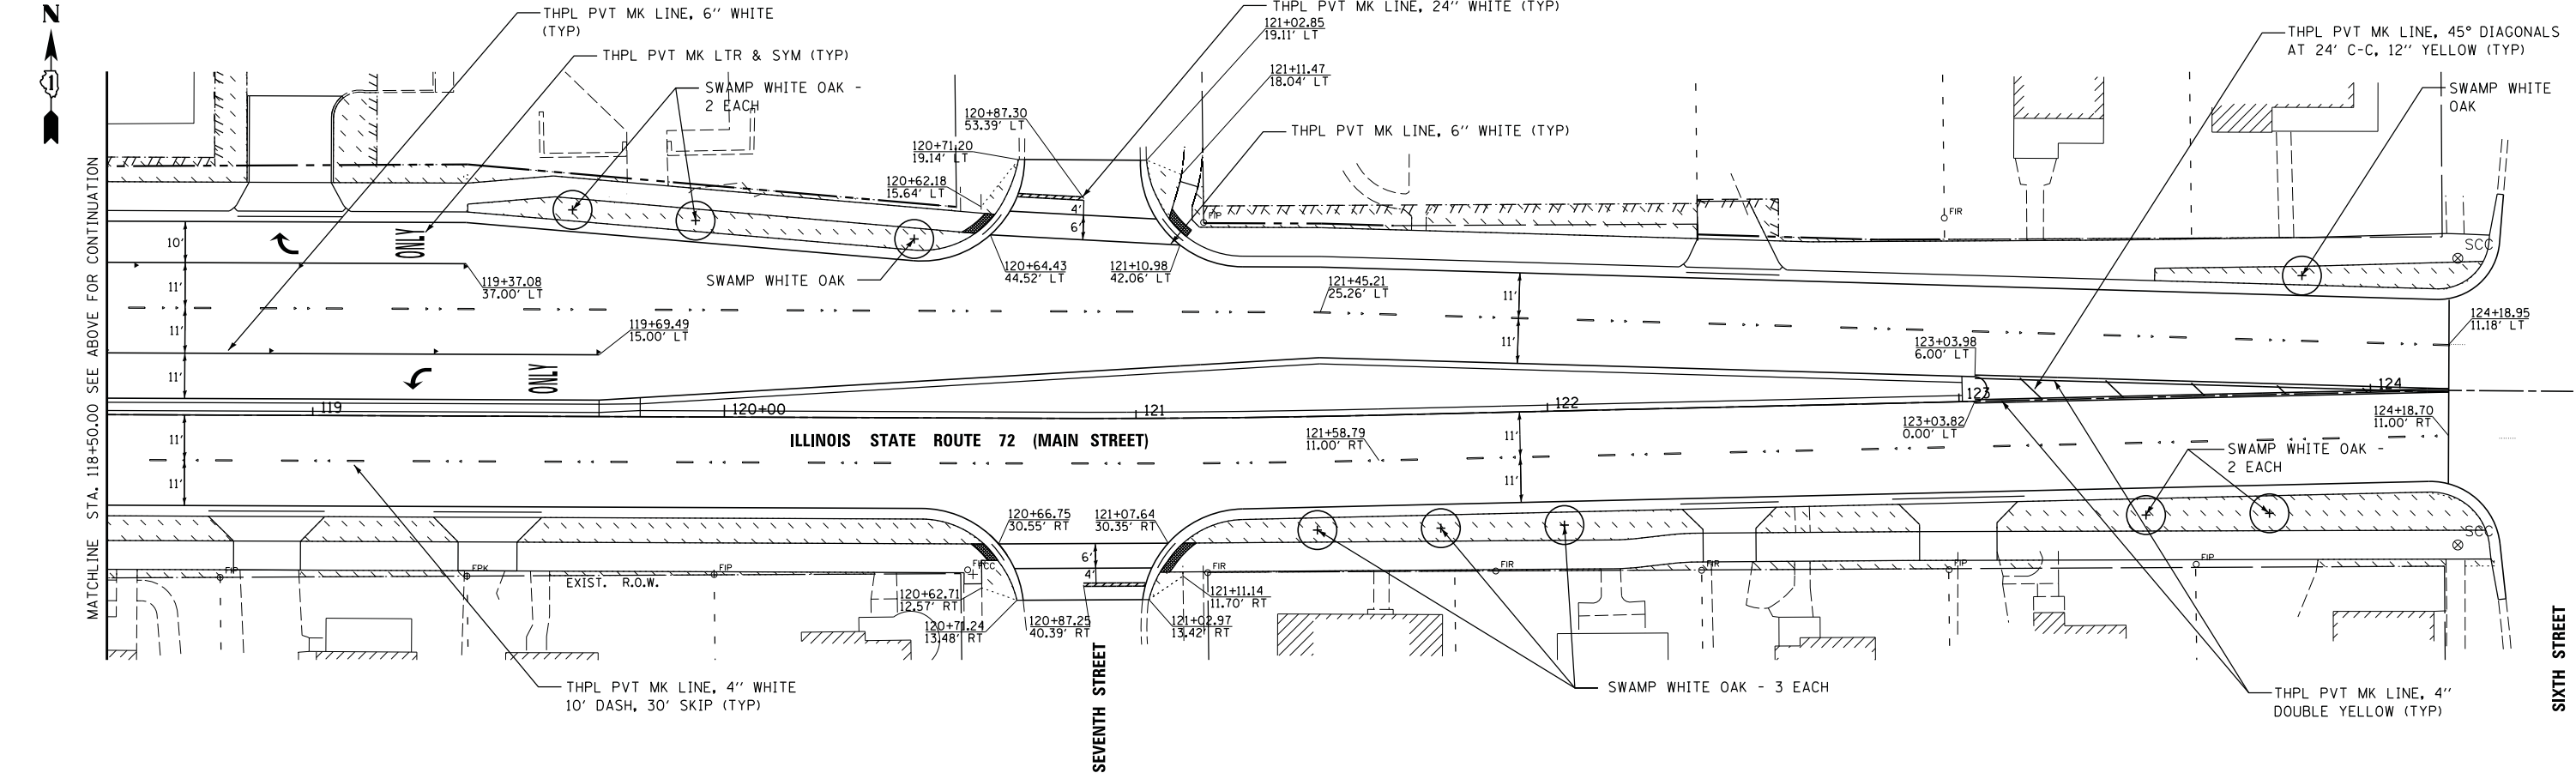 N
THPL PVT MK LINE, 6" WHITE
(TYP)
THPL PVT MK LTR & SYM (TYP)
SWAMP WHITE OAK -
2 EACH
THPL PVT MK LINE, 24" WHITE (TYP)
121+02.85
19.11' LT
121+11.47
18.04' LT
THPL PVT MK LINE, 6" WHITE (TYP)
THPL PVT MK LINE, 45° DIAGONALS
AT 24' C-C, 12" YELLOW (TYP)
SWAMP WHITE
OAK
120+87.30
53.39' LT
120+71.20
19.14' LT
120+62.18
15.64' LT
4'
6'
FIP
FIR
SCC
MATCHLINE STA. 118+50.00 SEE ABOVE FOR CONTINUATION
10'
11'
11'
11'
11'
11'
ONLY
ONLY
119+37.08
37.00' LT
119+69.49
15.00' LT
SWAMP WHITE OAK
120+64.43
44.52' LT
121+10.98
42.06' LT
121+45.21
25.26' LT
11'
11'
123+03.98
6.00' LT
124+18.95
11.18' LT
119
120+00
121
122
123
124
ILLINOIS STATE ROUTE 72 (MAIN STREET)
121+58.79
11.00' RT
11'
11'
123+03.82
0.00' LT
124+18.70
11.00' RT
SWAMP WHITE OAK -
2 EACH
120+66.75
30.55' RT
121+07.64
30.35' RT
6'
4'
SCC
FIP
FPK
EXIST. R.O.W.
FIP
FIR
FIR
FIR
FIP
FIP
120+62.71
12.57' RT
120+71.24
13.48' RT
120+87.25
40.39' RT
121+11.14
11.70' RT
121+02.97
13.42' RT
SEVENTH STREET
SIXTH STREET
THPL PVT MK LINE, 4" WHITE
10' DASH, 30' SKIP (TYP)
SWAMP WHITE OAK - 3 EACH
THPL PVT MK LINE, 4"
DOUBLE YELLOW (TYP)